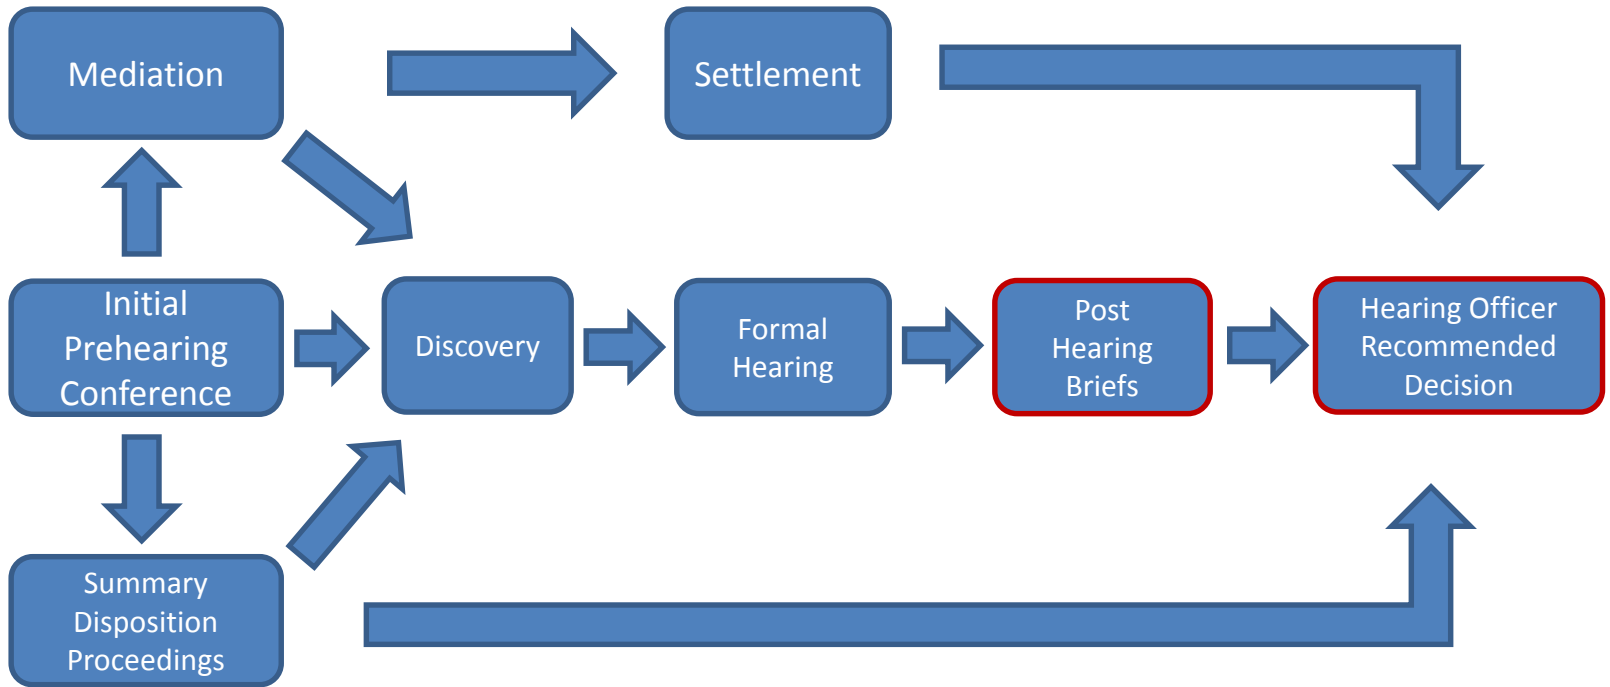 Mediation
Settlement
Initial
Prehearing
Conference
Discovery
Formal
Hearing
Post
Hearing
Briefs
Hearing Officer
Recommended
Decision
Summary
Disposition
Proceedings